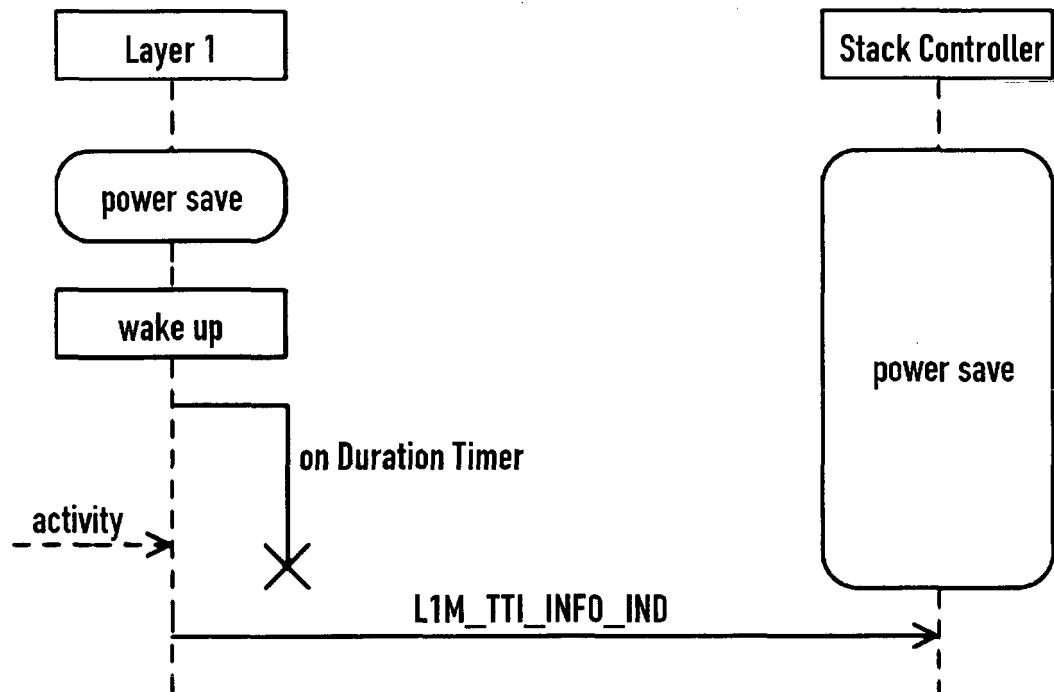 Layer 1
Stack Controller
power save
wake up
power save
on Duration Timer
activity
L1M_TTI_INFO_IND